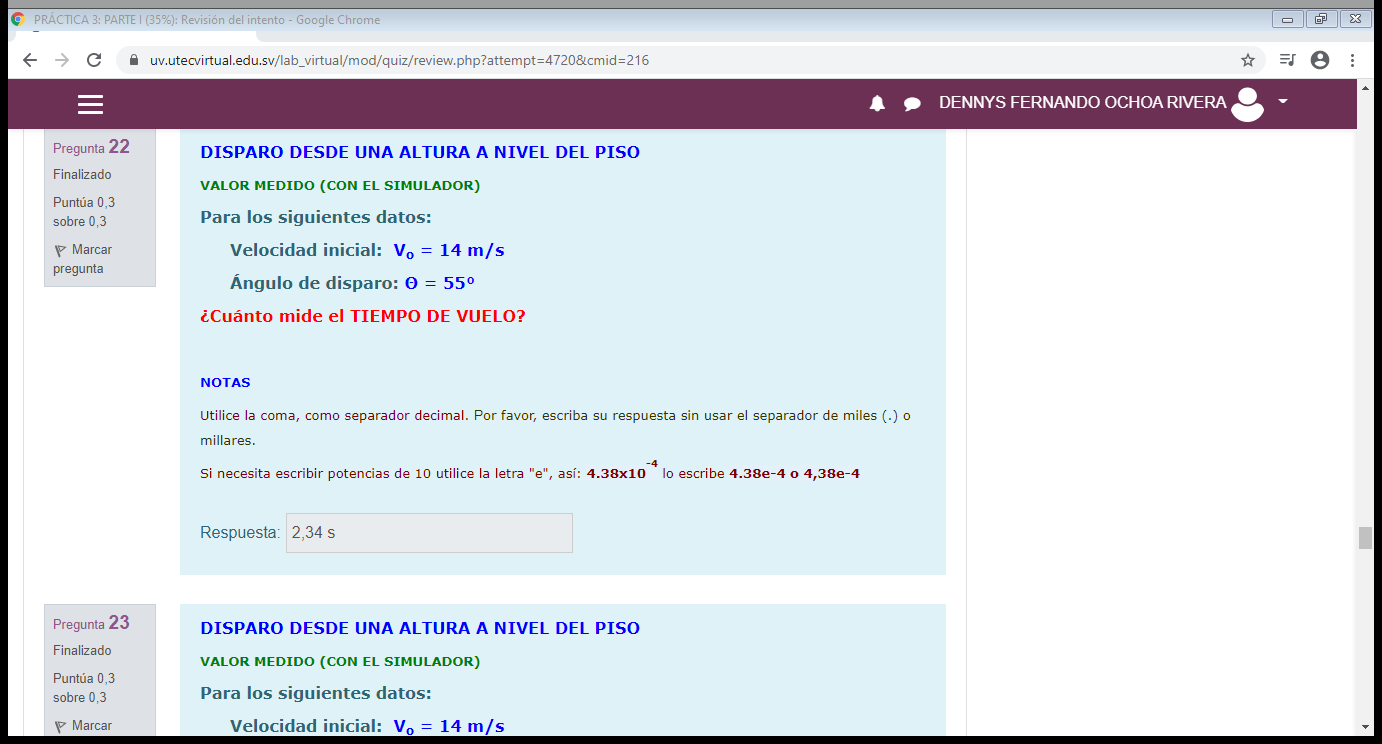 PRÁCTICA 3: PARTE I (35%): Revisión del intento - Google Chrome
uv.utecvirtual.edu.sv/lab_virtual/mod/quiz/review.php?attempt=4720&cmid=216
DENNYS FERNANDO OCHOA RIVERA
Pregunta 22
Finalizado
Puntúa 0,3
sobre 0,3
Marcar
pregunta
DISPARO DESDE UNA ALTURA A NIVEL DEL PISO
VALOR MEDIDO (CON EL SIMULADOR)
Para los siguientes datos:
Velocidad inicial: Vo = 14 m/s
Ángulo de disparo: Θ = 55º
¿Cuánto mide el TIEMPO DE VUELO?
NOTAS
Utilice la coma, como separador decimal. Por favor, escriba su respuesta sin usar el separador de miles (.) o
millares.
Si necesita escribir potencias de 10 utilice la letra "e", así: 4.38x10-4 lo escribe 4.38e-4 o 4,38e-4
Respuesta: 2,34 s
Pregunta 23
Finalizado
Puntúa 0,3
sobre 0,3
Marcar
DISPARO DESDE UNA ALTURA A NIVEL DEL PISO
VALOR MEDIDO (CON EL SIMULADOR)
Para los siguientes datos:
Velocidad inicial: Vo = 14 m/s